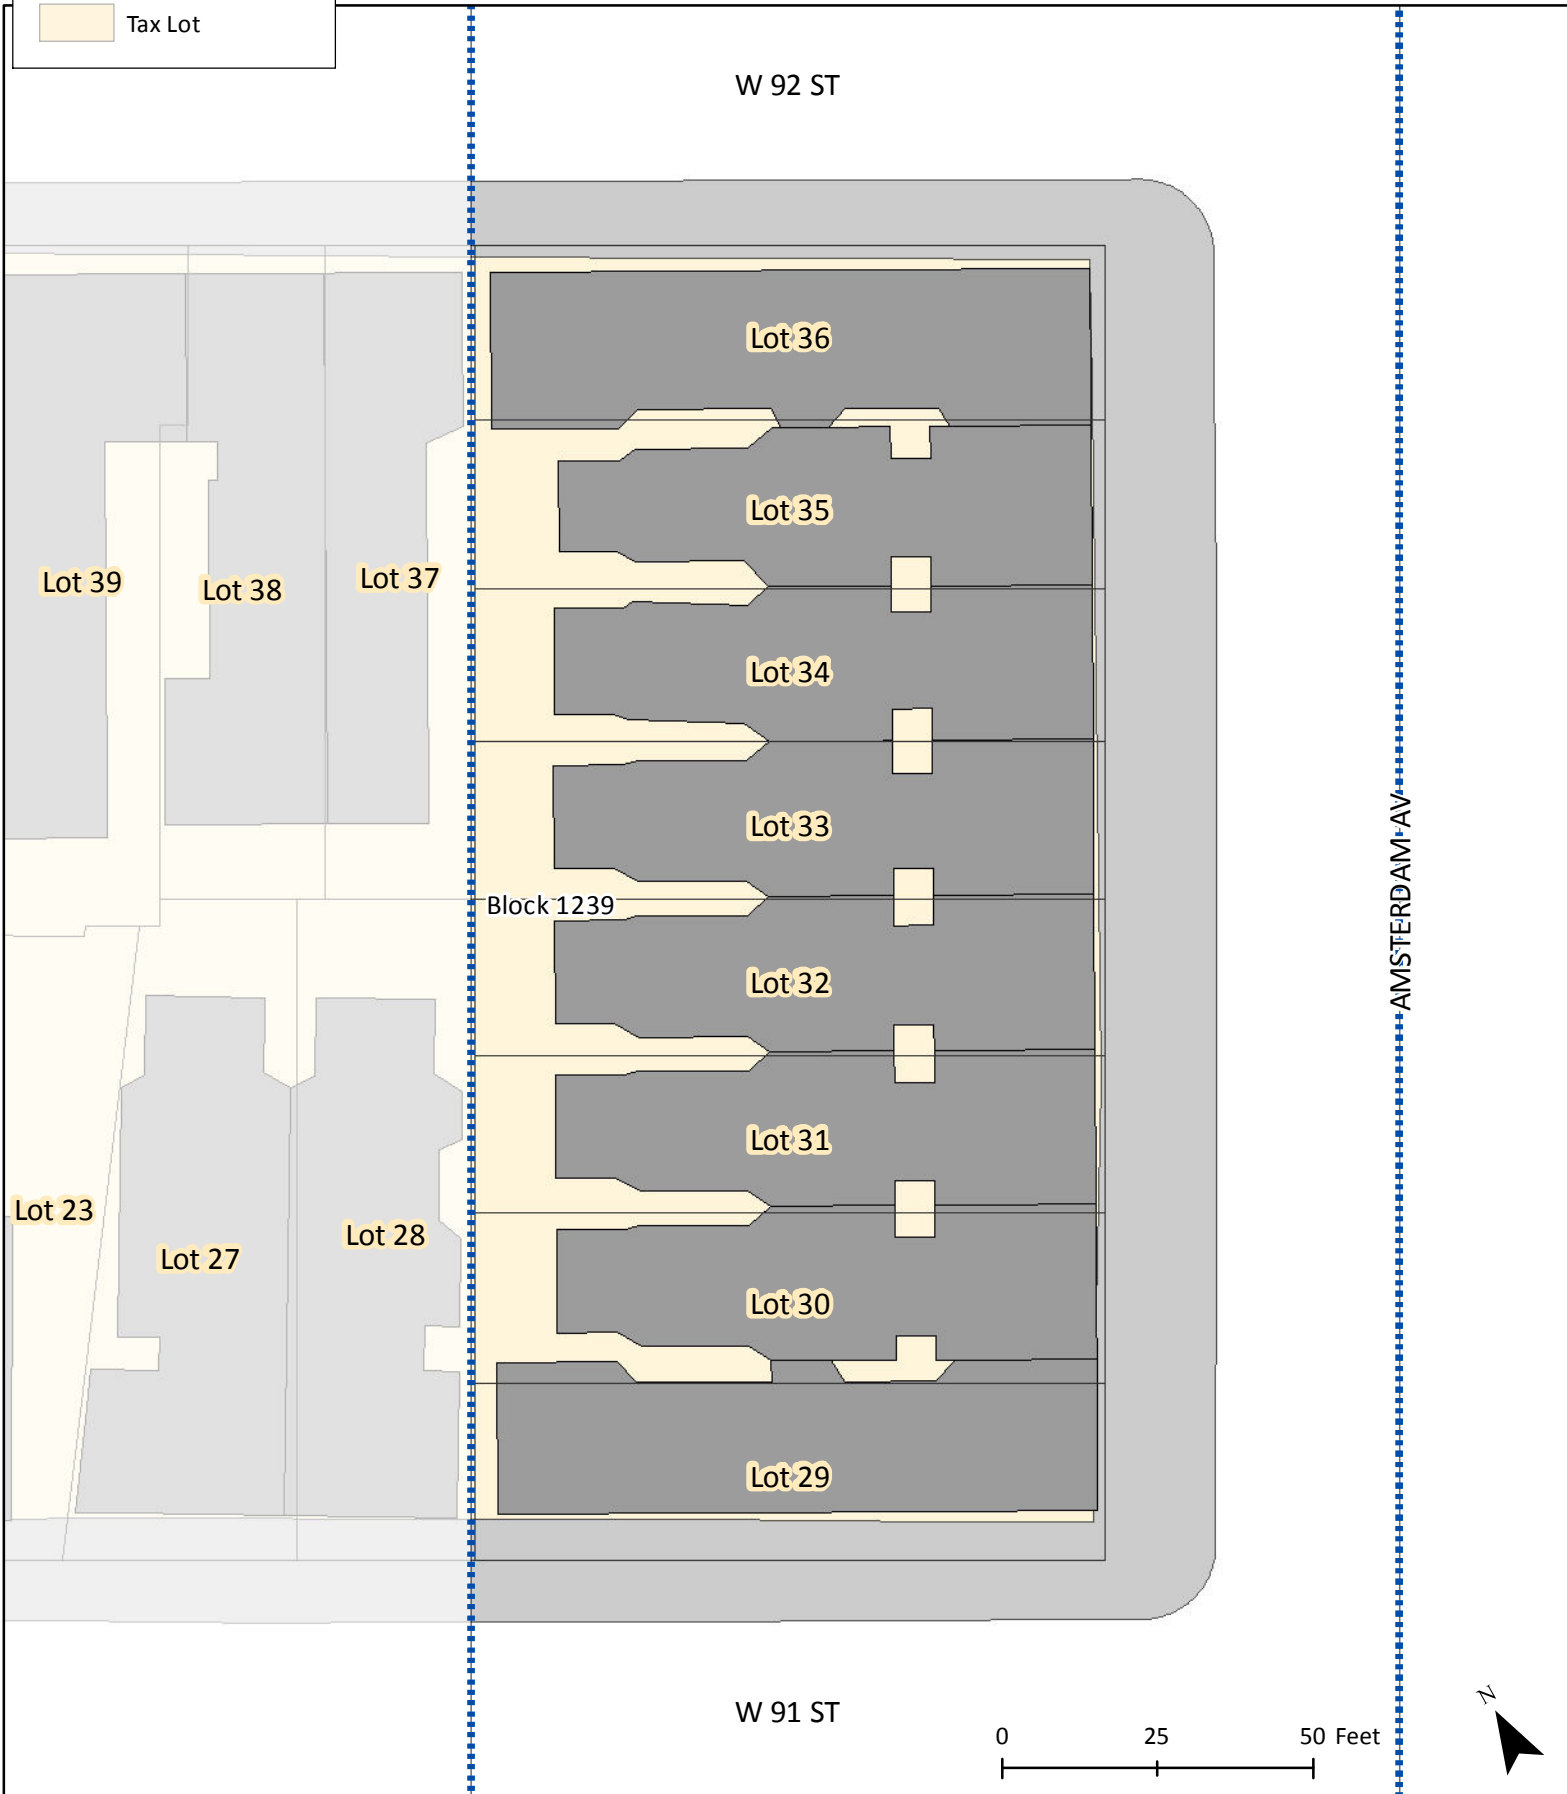 Tax Lot
W 92 ST
Lot 36
Lot 35
Lot 39
Lot 38
Lot 37
Lot 34
Lot 33
Block 1239
AMSTERDAM AV
Lot 32
Lot 31
Lot 23
Lot 27
Lot 28
Lot 30
Lot 29
W 91 ST
0 25 50 Feet
N